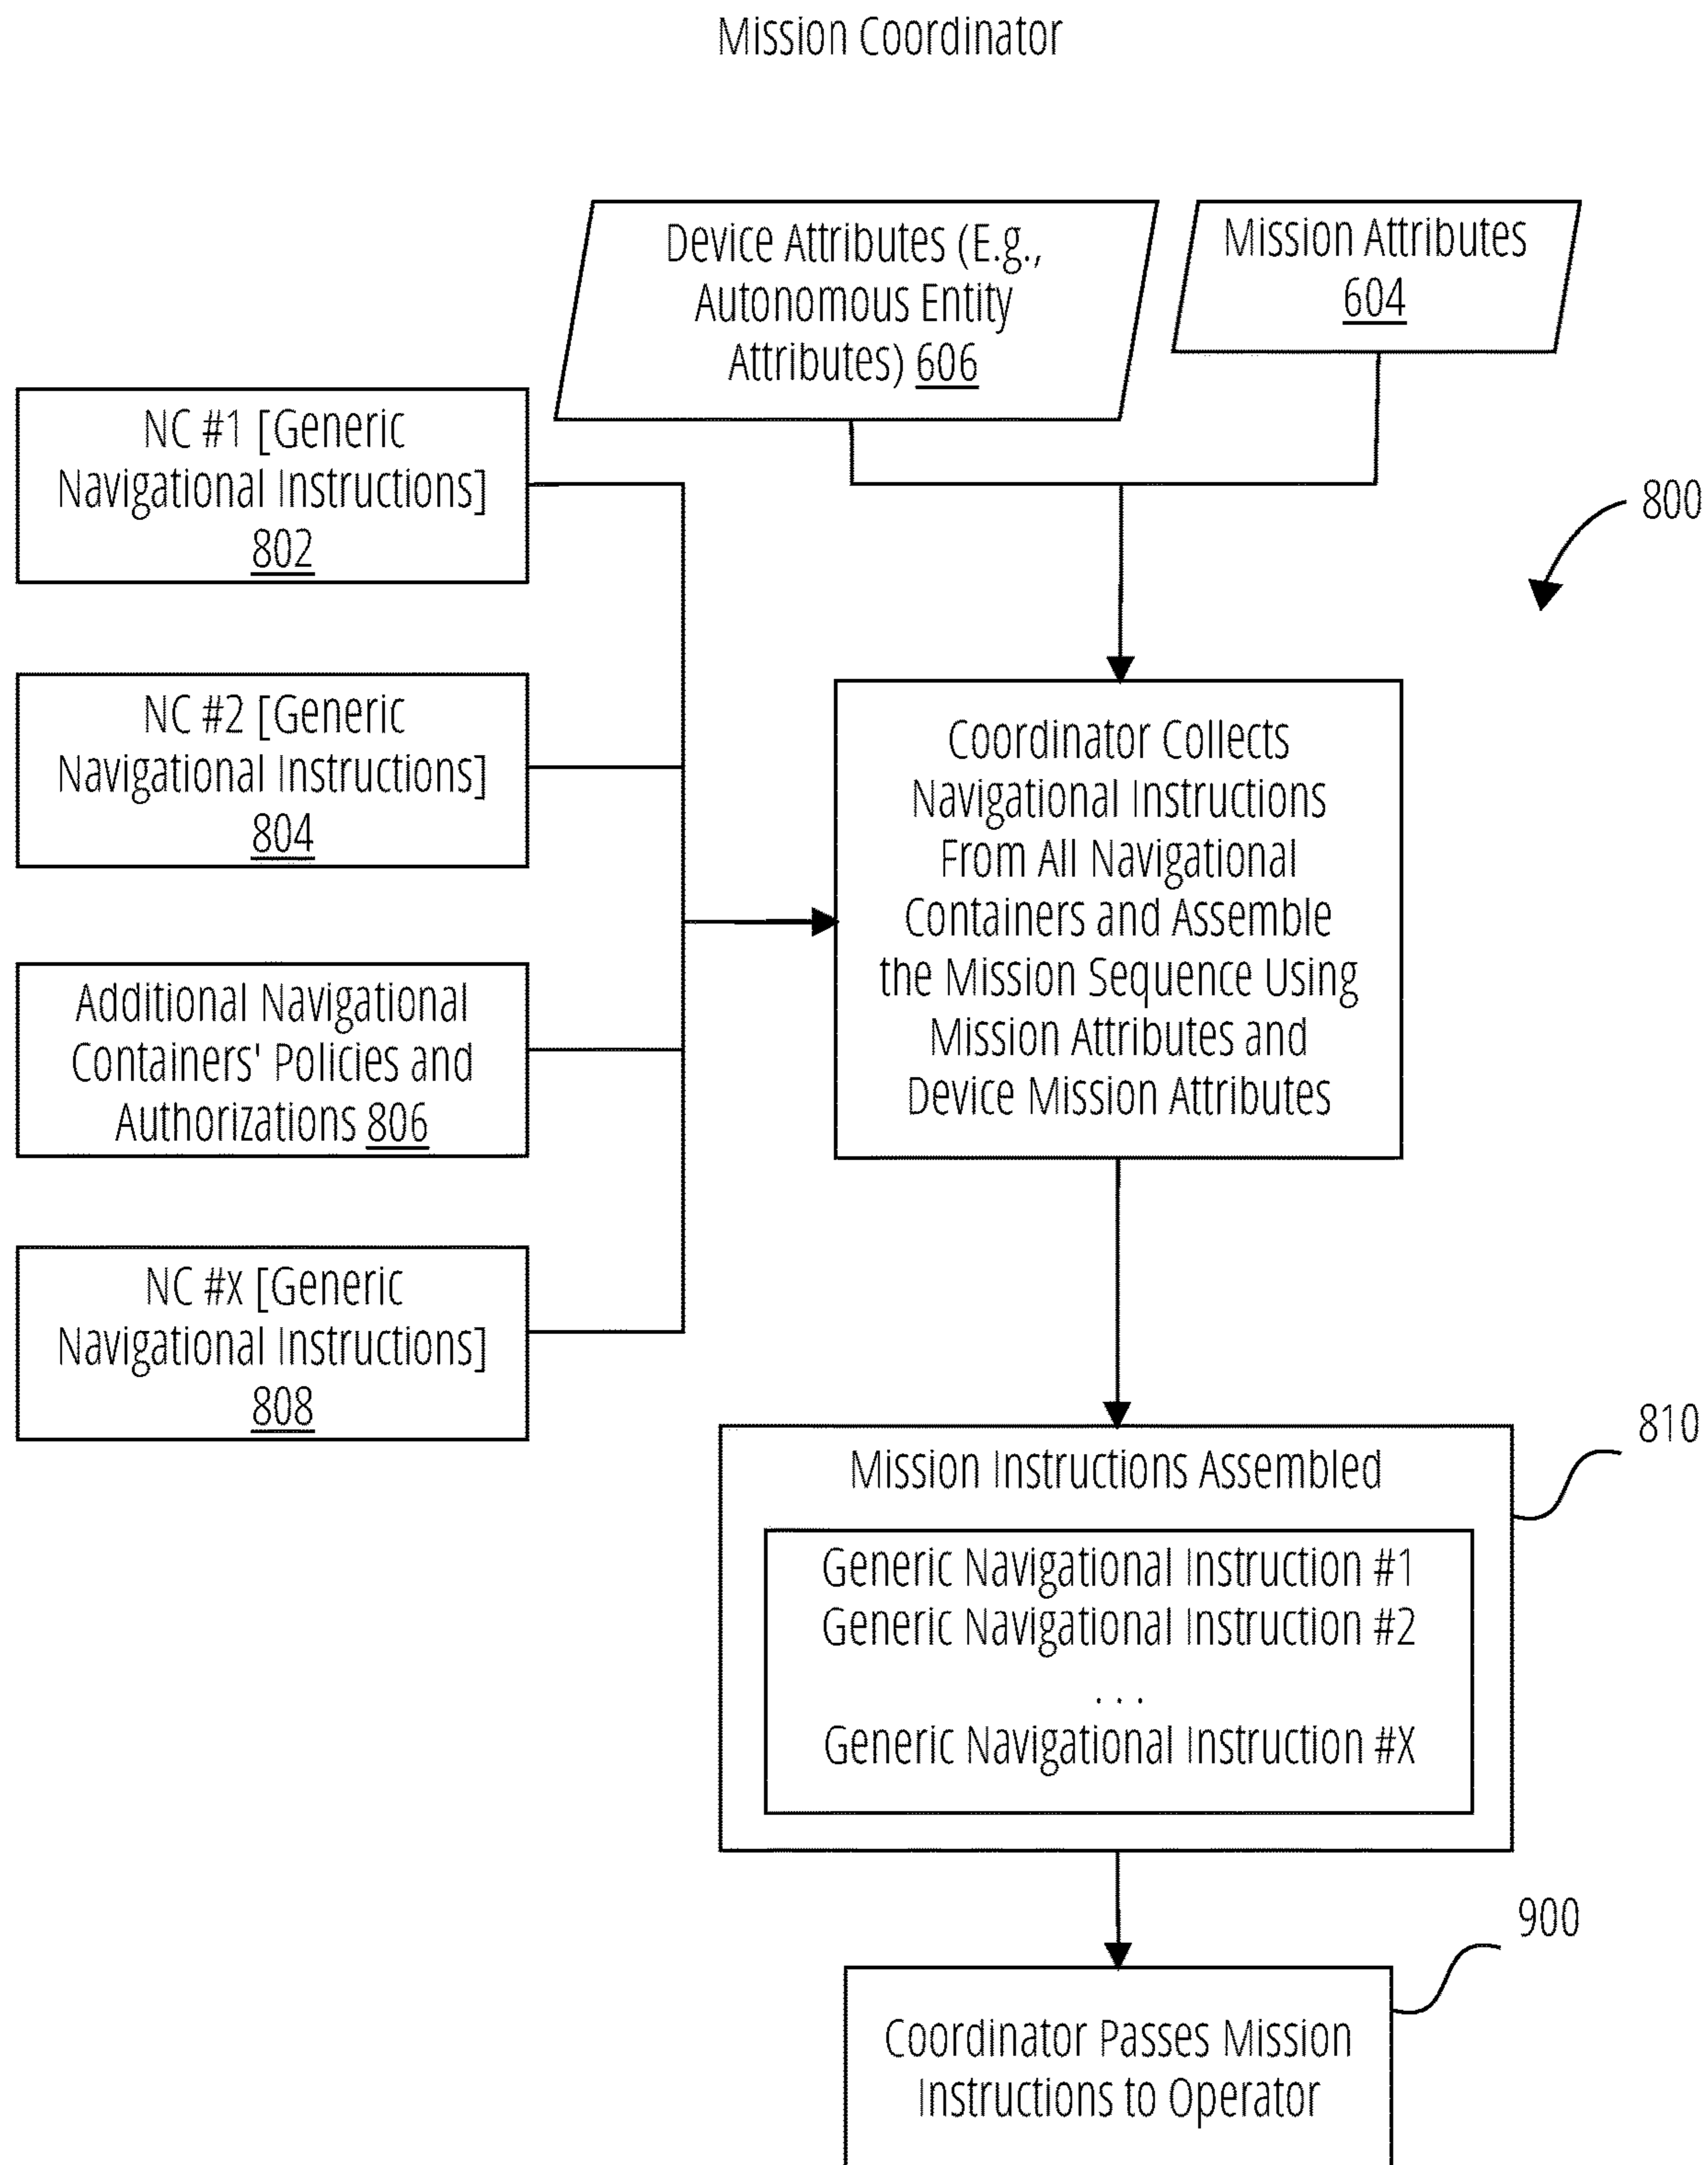 Mission Coordinator
Device Attributes (E.g.,
Autonomous Entity
Attributes) 606
Mission Attributes
604
NC #1 [Generic
Navigational Instructions]
802
800
NC #2 [Generic
Navigational Instructions]
804
Coordinator Collects
Navigational Instructions
From All Navigational
Containers and Assemble
the Mission Sequence Using
Mission Attributes and
Device Mission Attributes
Additional Navigational
Containers' Policies and
Authorizations 806
NC #x [Generic
Navigational Instructions]
808
810
Mission Instructions Assembled
Generic Navigational Instruction #1
Generic Navigational Instruction #2
. . .
Generic Navigational Instruction #X
900
Coordinator Passes Mission
Instructions to Operator